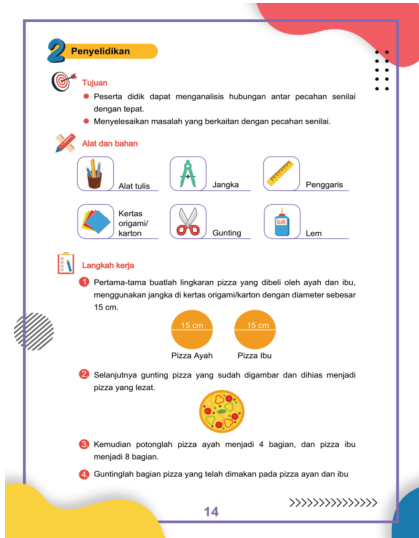 2 Penyelidikan
Tujuan
Peserta didik dapat menganalisis hubungan antar pecahan senilai
dengan tepat.
Menyelesaikan masalah yang berkaitan dengan pecahan senilai.
Alat dan bahan
Alat tulis
Jangka
Penggaris
Kertas
origami/
karton
Gunting
GLUE
Lem
Langkah kerja
1 Pertama-tama buatlah lingkaran pizza yang dibeli oleh ayah dan ibu,
menggunakan jangka di kertas origami/karton dengan diameter sebesar
15 cm.
15 cm
15 cm
Pizza Ayah
Pizza Ibu
2 Selanjutnya gunting pizza yang sudah digambar dan dihias menjadi
pizza yang lezat.
3 Kemudian potonglah pizza ayah menjadi 4 bagian, dan pizza ibu
menjadi 8 bagian.
4 Guntinglah bagian pizza yang telah dimakan pada pizza ayan dan ibu
14